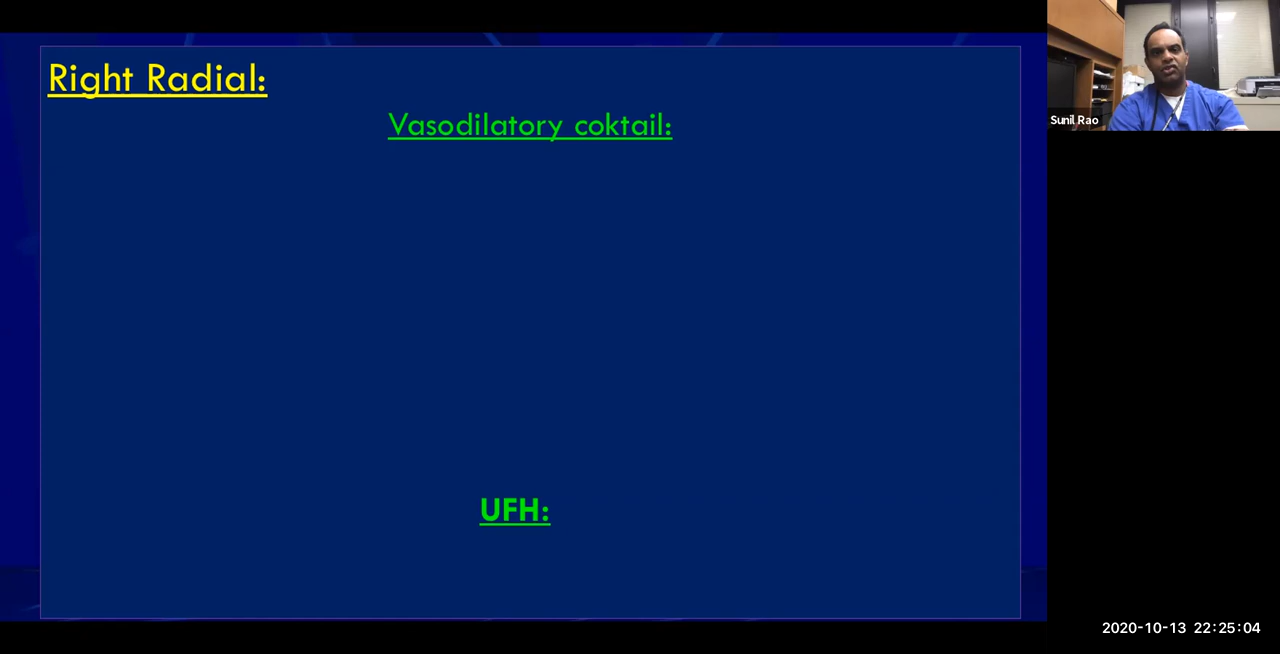 Right Radial:
Vasodilatory coktail:
UFH:
Sunil Rao
2020-10-13 22:25:04